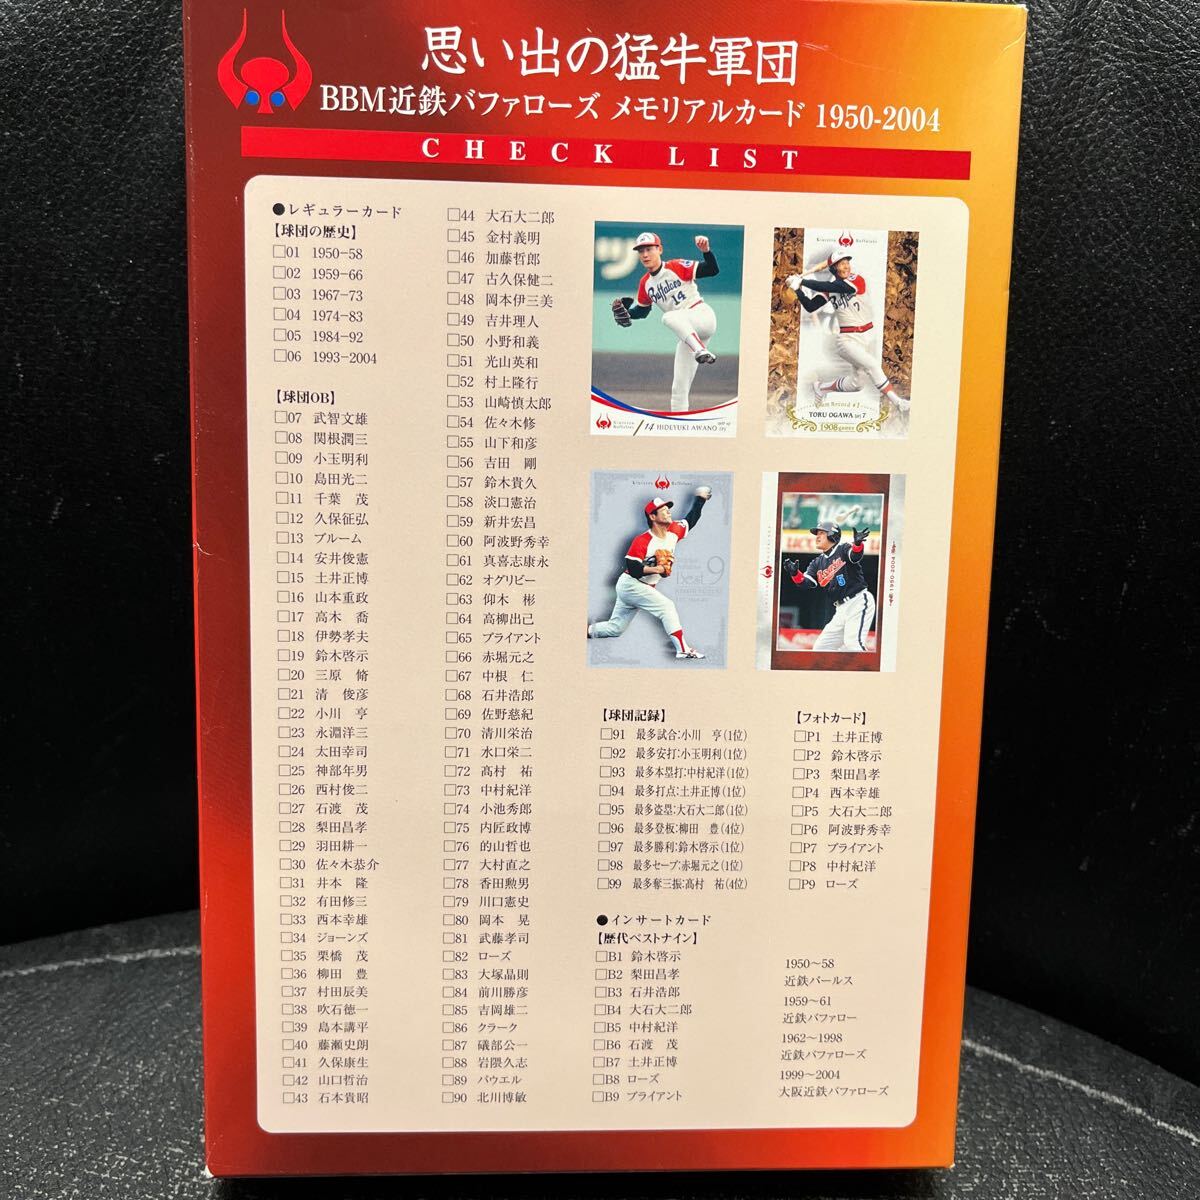 思い出の猛牛軍団
BBM近鉄バファローズ メモリアルカード 1950-2004
CHECK LIST
●レギュラーカード
【球団の歴史】
□01 1950-58
□02 1959-66
□03 1967-73
□04 1974-83
□05 1984-92
□06 1993-2004
【球団OB】
□07 武智文雄
□08 関根潤三
□09 小玉明利
□10 島田光二
□11 千葉 茂
□12 久保征弘
□13 ブルーム
□14 安井俊憲
□15 土井正博
□16 山本重政
□17 高木 喬
□18 伊勢孝夫
□19 鈴木啓示
□20 三原 脩
□21 清 俊彦
□22 小川 亨
□23 永淵洋三
□24 太田幸司
□25 神部年男
□26 西村俊二
□27 石渡 茂
□28 梨田昌孝
□29 羽田耕一
□30 佐々木恭介
□31 井本 隆
□32 有田修三
□33 西本幸雄
□34 ジョーンズ
□35 栗橋 茂
□36 柳田 豊
□37 村田辰美
□38 吹石徳一
□39 島本講平
□40 藤瀬史朗
□41 久保康生
□42 山口哲治
□43 石本貴昭
□44 大石大二郎
□45 金村義明
□46 加藤哲郎
□47 古久保健二
□48 岡本伊三美
□49 吉井理人
□50 小野和義
□51 光山英和
□52 村上隆行
□53 山崎慎太郎
□54 佐々木修
□55 山下和彦
□56 吉田 剛
□57 鈴木貴久
□58 淡口憲治
□59 新井宏昌
□60 阿波野秀幸
□61 真喜志康永
□62 オグリビー
□63 仰木 彬
□64 高柳出己
□65 ブライアント
□66 赤堀元之
□67 中根 仁
□68 石井浩郎
□69 佐野慈紀
□70 清川栄治
□71 水口栄二
□72 高村 祐
□73 中村紀洋
□74 小池秀郎
□75 内匠政博
□76 的山哲也
□77 大村直之
□78 香田勲男
□79 川口憲史
□80 岡本 晃
□81 武藤孝司
□82 ローズ
□83 大塚晶則
□84 前川勝彦
□85 吉岡雄二
□86 クラーク
□87 礒部公一
□88 岩隈久志
□89 パウエル
□90 北川博敏
Buffaloes
14
Kintetsu Buffaloes
/14 HIDEYUKI AWANO
Kintetsu Buffaloes
7
Team Record #1
TORU OGAWA 7
1908games
Kintetsu Buffaloes
Best 9
5
【球団記録】
□91 最多試合:小川 亨(1位)
□92 最多安打:小玉明利(1位)
□93 最多本塁打:中村紀洋(1位)
□94 最多打点:土井正博(1位)
□95 最多盗塁:大石大二郎(1位)
□96 最多登板:柳田 豊(4位)
□97 最多勝利:鈴木啓示(1位)
□98 最多セーブ:赤堀元之(1位)
□99 最多奪三振:高村 祐(4位)
【フォトカード】
□P1 土井正博
□P2 鈴木啓示
□P3 梨田昌孝
□P4 西本幸雄
□P5 大石大二郎
□P6 阿波野秀幸
□P7 ブライアント
□P8 中村紀洋
□P9 ローズ
●インサートカード
【歴代ベストナイン】
□B1 鈴木啓示
□B2 梨田昌孝
□B3 石井浩郎
□B4 大石大二郎
□B5 中村紀洋
□B6 石渡 茂
□B7 土井正博
□B8 ローズ
□B9 ブライアント
1950〜58
近鉄パールス
1959〜61
近鉄バファロー
1962〜1998
近鉄バファローズ
1999〜2004
大阪近鉄バファローズ